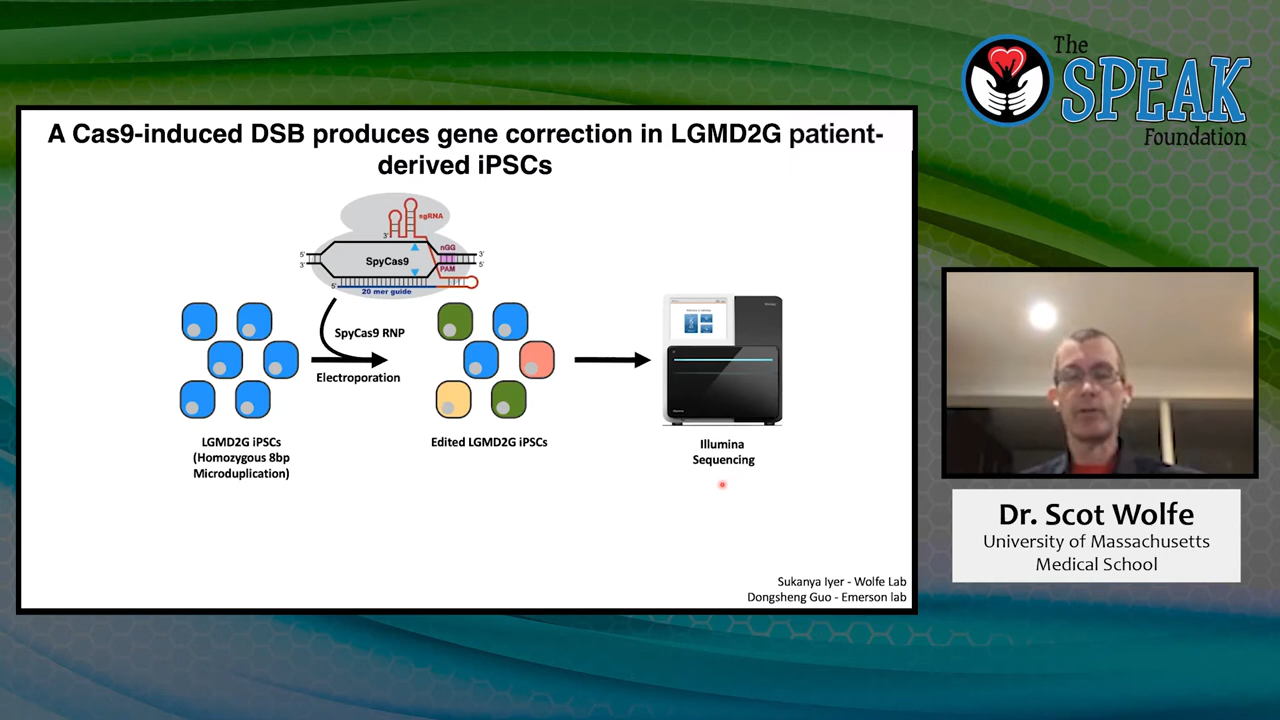 The
SPEAK
Foundation
A Cas9-induced DSB produces gene correction in LGMD2G patient-
derived iPSCs
sgRNA
3'
5'
nGG
3'
SpyCas9
3'
PAM
5'
5'
20 mer guide
SpyCas9 RNP
Electroporation
LGMD2G iPSCs
(Homozygous 8bp
Microduplication)
Edited LGMD2G iPSCs
Illumina
Sequencing
Sukanya Iyer - Wolfe Lab
Dongsheng Guo - Emerson lab
Dr. Scot Wolfe
University of Massachusetts
Medical School